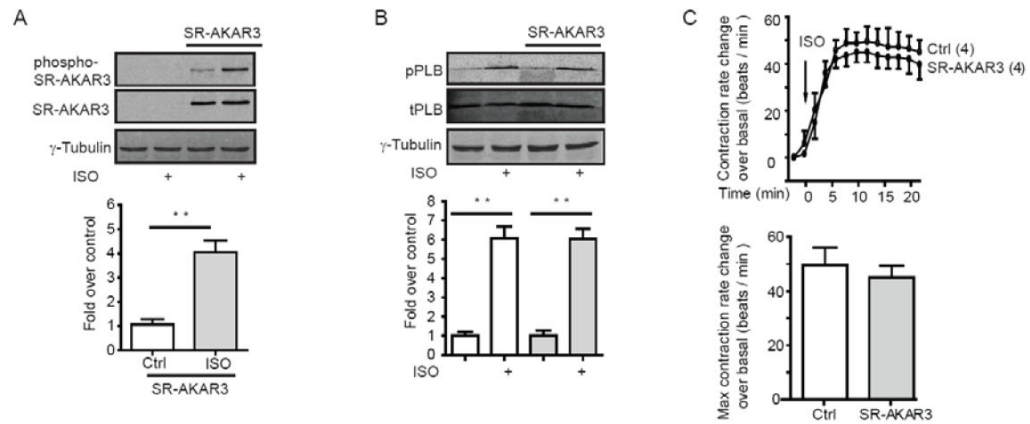 A
SR-AKAR3
phospho-
SR-AKAR3
SR-AKAR3
γ-Tubulin
ISO +  +
Fold over control
6
5
4
3
2
1
0
* *
Ctrl ISO
SR-AKAR3
B
SR-AKAR3
pPLB
tPLB
γ-Tubulin
ISO + +
Fold over control
8
7
6
5
4
3
2
1
0
* * * *
ISO + +
C
Contraction rate change
over basal (beats / min)
60
40
20
0
ISO
Ctrl (4)
SR-AKAR3 (4)
Time (min) 0 5 10 15 20
Max contraction rate change
over basal (beats / min )
60
40
20
0
Ctrl SR-AKAR3